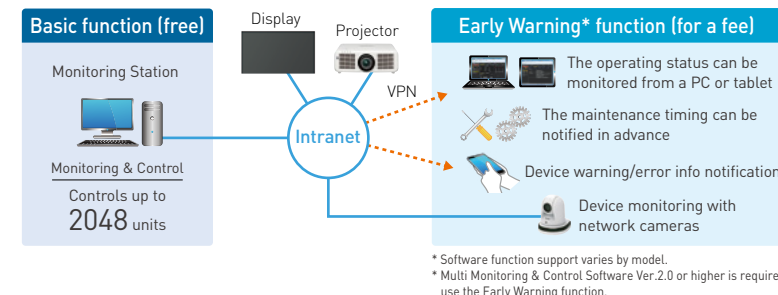 Basic function (free)
Monitoring Station
Monitoring & Control
Controls up to
2048 units
Display
Projector
VPN
Intranet
Early Warning* function (for a fee)
The operating status can be
monitored from a PC or tablet
The maintenance timing can be
notified in advance
Device warning/error info notification
Device monitoring with
network cameras
* Software function support varies by model.
* Multi Monitoring & Control Software Ver.2.0 or higher is require
use the Early Warning function.